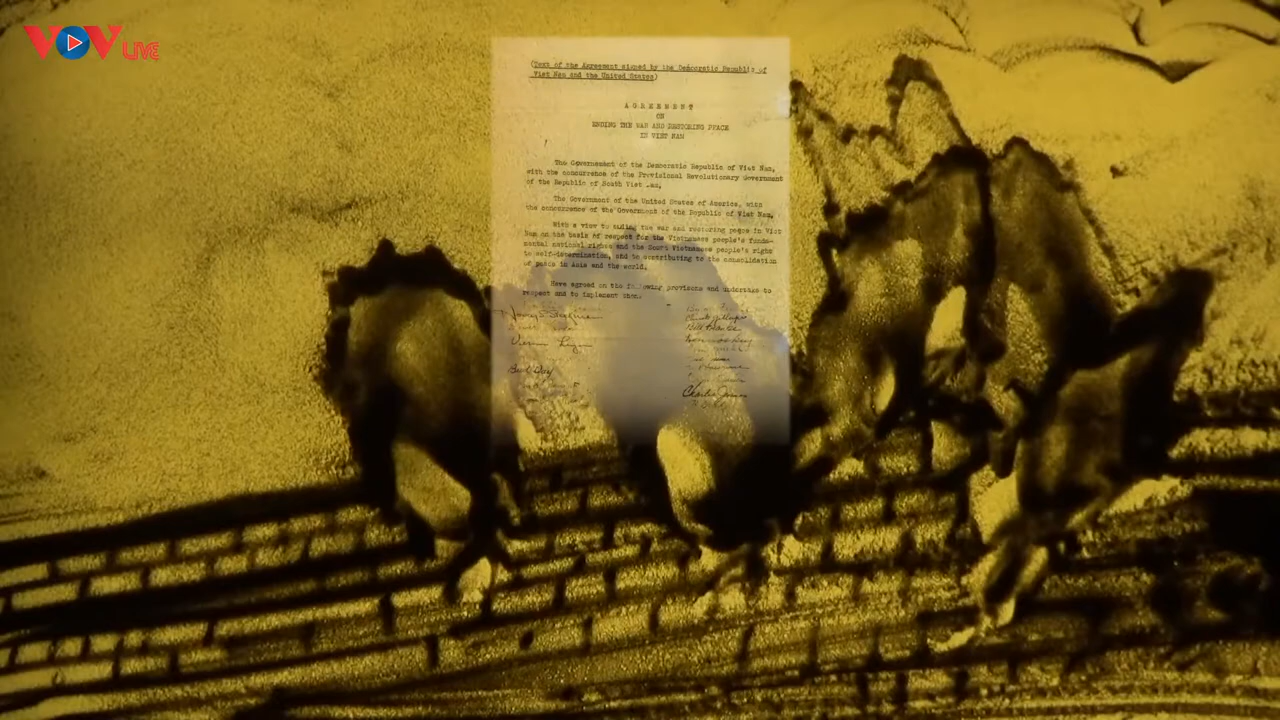 VOV LIVE
(Text of the Agreement signed by the Democratic Republic of
Viet Nam and the United States)
AGREEMENT
ON
ENDING THE WAR AND RESTORING PEACE
IN VIET NAM
The Government of the Democratic Republic of Viet Nam,
with the concurrence of the Provisional Revolutionary Government
of the Republic of South Viet Nam,
The Government of the United States of America, with
the concurrence of the Government of the Republic of Viet Nam,
With a view to ending the war and restoring peace in Viet
Nam on the basis of respect for the Vietnamese people's funda-
mental national rights and the South Vietnamese people's right
to self-determination, and to contributing to the consolidation
of peace in Asia and the world,
Have agreed on the following provisions and undertake to
respect and to implement them:
Bud Day
Charlie James